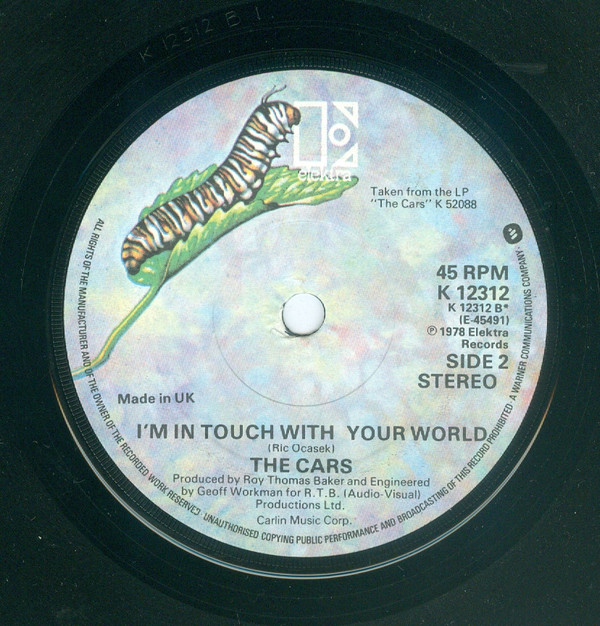 K 12312 B 1
elektra
Taken from the LP
"The Cars" K 52088
45 RPM
K 12312
K 12312 B*
(E-45491)
℗ 1978 Elektra
Records
SIDE 2
STEREO
Made in UK
I'M IN TOUCH WITH YOUR WORLD
(Ric Ocasek)
THE CARS
Produced by Roy Thomas Baker and Engineered
by Geoff Workman for R.T.B. (Audio-Visual)
Productions Ltd.
Carlin Music Corp.
ALL RIGHTS OF THE MANUFACTURER AND OF THE OWNER OF THE RECORDED WORK RESERVED UNAUTHORISED COPYING PUBLIC PERFORMANCE AND BROADCASTING OF THIS RECORD PROHIBITED · A WARNER COMMUNICATIONS COMPANY ·